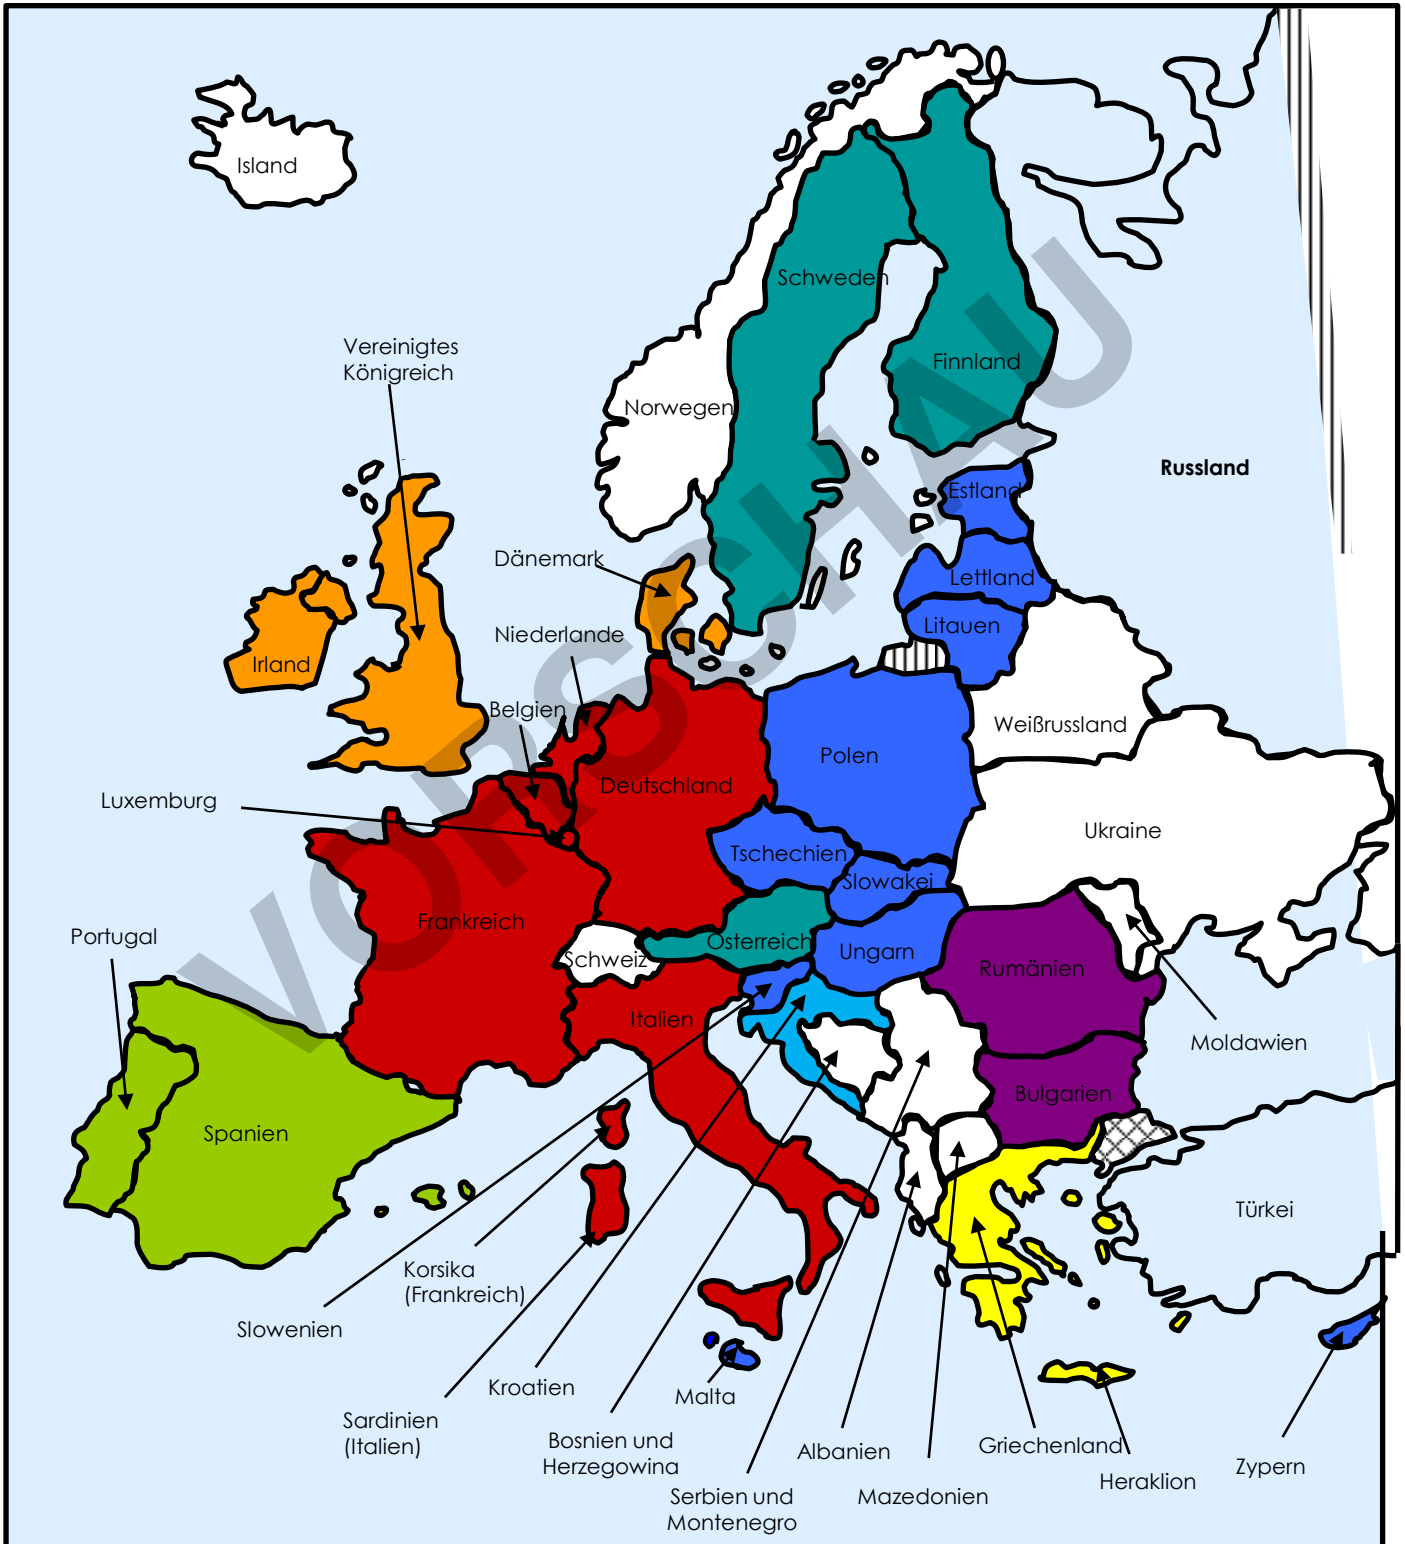 Island
Schweden
Vereinigtes
Königreich
Finnland
Norwegen
Russland
Estland
Dänemark
Lettland
Litauen
Niederlande
Irland
Belgien
Weißrussland
Polen
Deutschland
Luxemburg
Ukraine
Tschechien
Slowakei
Frankreich
Portugal
Österreich
Ungarn
Schweiz
Rumänien
Italien
Moldawien
Bulgarien
Spanien
Türkei
Korsika
(Frankreich)
Slowenien
Kroatien
Malta
Sardinien
(Italien)
Bosnien und
Herzegowina
Albanien
Griechenland
Zypern
Heraklion
Serbien und
Montenegro
Mazedonien
VORSCHAU